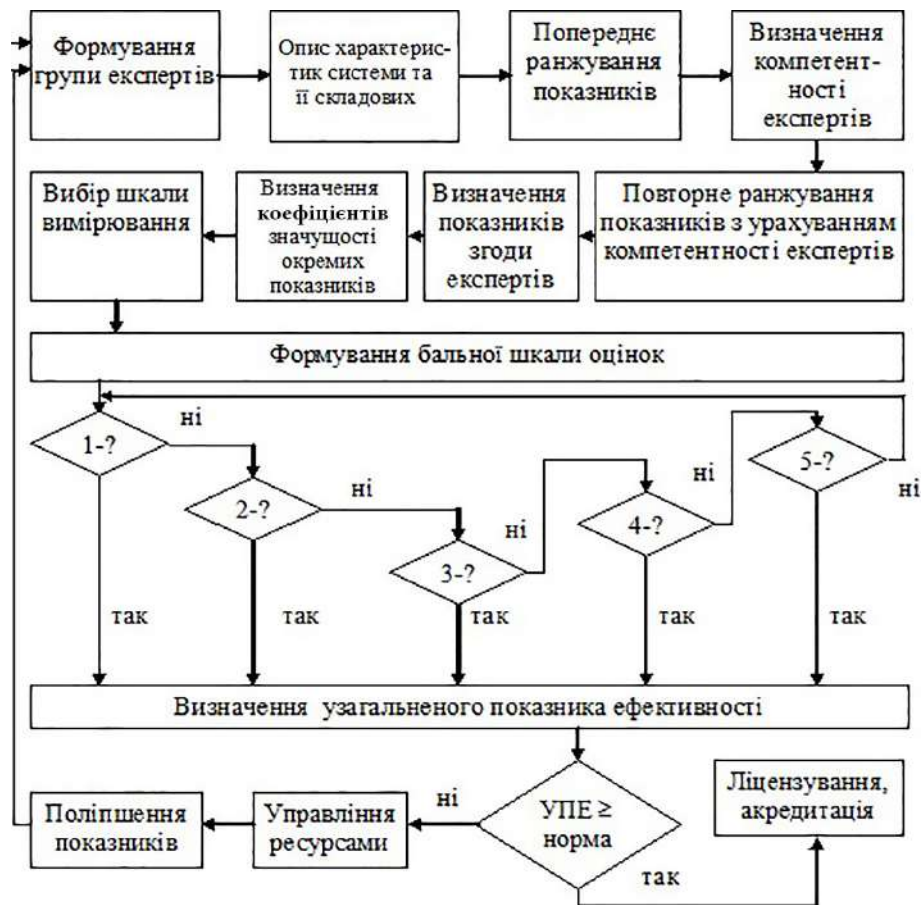 Формування
групи експертів
Опис характерис-
тик системи та
її складових
Попереднє
ранжування
показників
Визначення
компетент-
ності
експертів
Вибір шкали
вимірювання
Визначення
коефіцієнтів
значущості
окремих
показників
Визначення
показників
згоди
експертів
Повторне ранжування
показників з урахуванням
компетентності експертів
Формування бальної шкали оцінок
1-?
ні
2-?
ні
3-?
ні
4-?
ні
5-?
ні
так
так
так
так
так
Визначення узагальненого показника ефективності
Поліпшення
показників
Управління
ресурсами
ні
УПЕ ≥
норма
так
Ліцензування,
акредитація